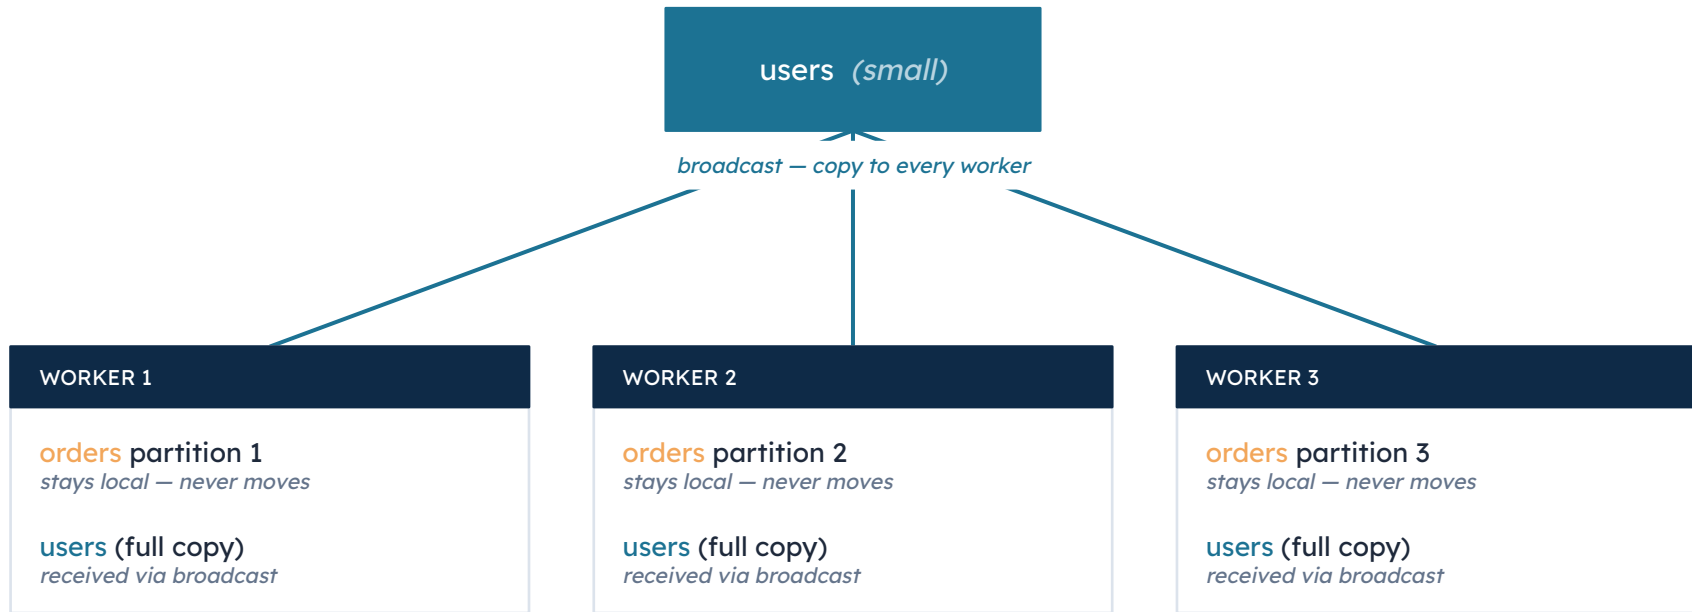 users (small)
broadcast — copy to every worker
WORKER 1
orders partition 1
stays local — never moves
users (full copy)
received via broadcast
WORKER 2
orders partition 2
stays local — never moves
users (full copy)
received via broadcast
WORKER 3
orders partition 3
stays local — never moves
users (full copy)
received via broadcast